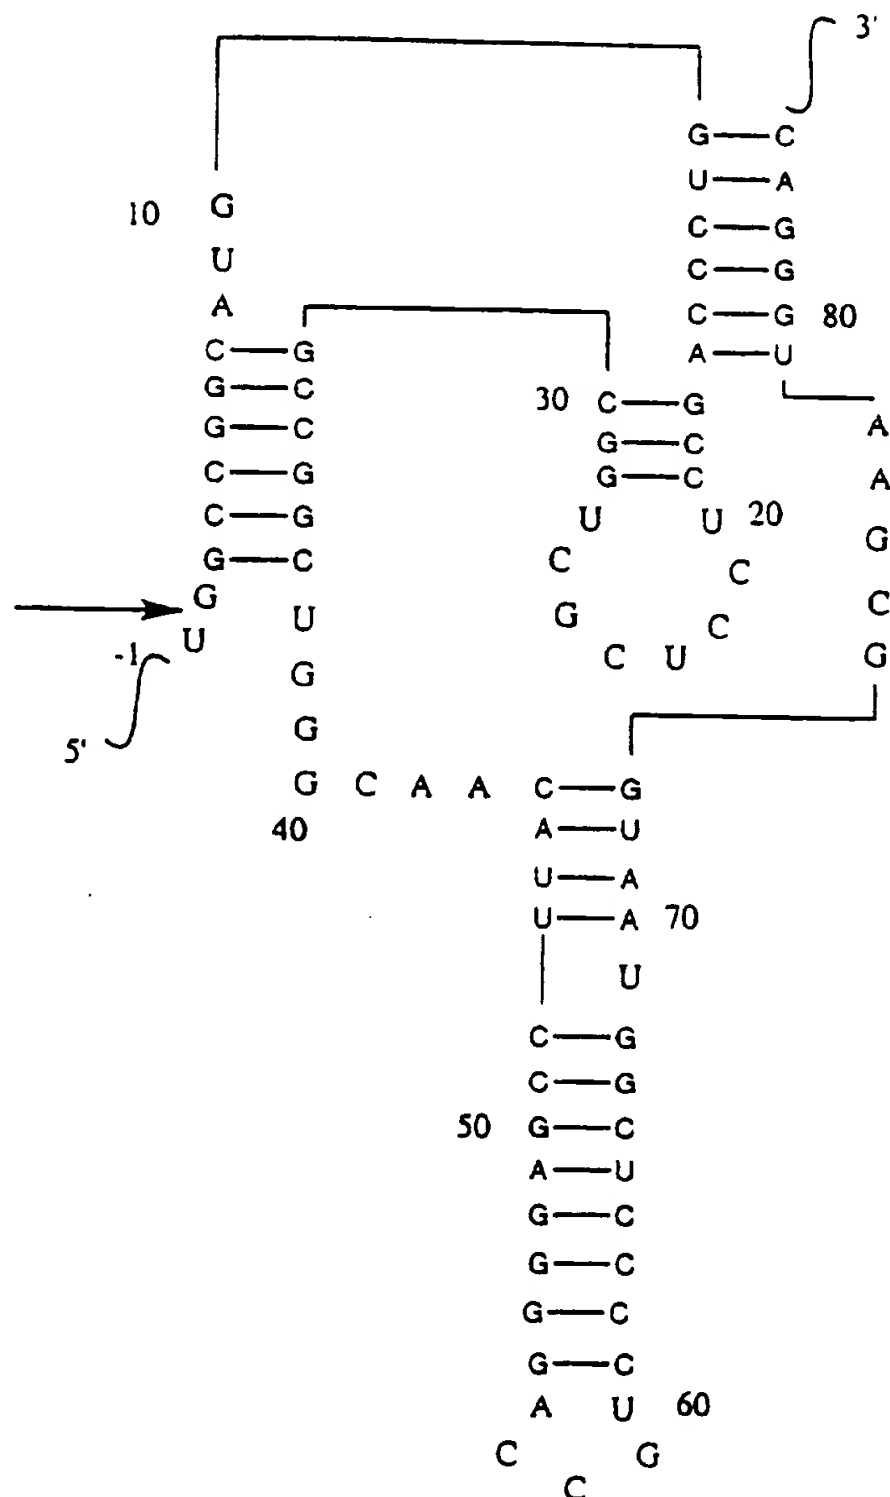 3'
G C
U A
10 G C G
U C G
A C G 80
C G A U
G C 30 C G A
G C G C A
C G G C G
C G U U 20 C
G C C C G
G U G C
-1 U G C U
5' G
G
40 G C A A C G
A U
U A
U A 70
U
C G
C G
50 G C
A U
G C
G C
G C
G C
A U 60
C G
C